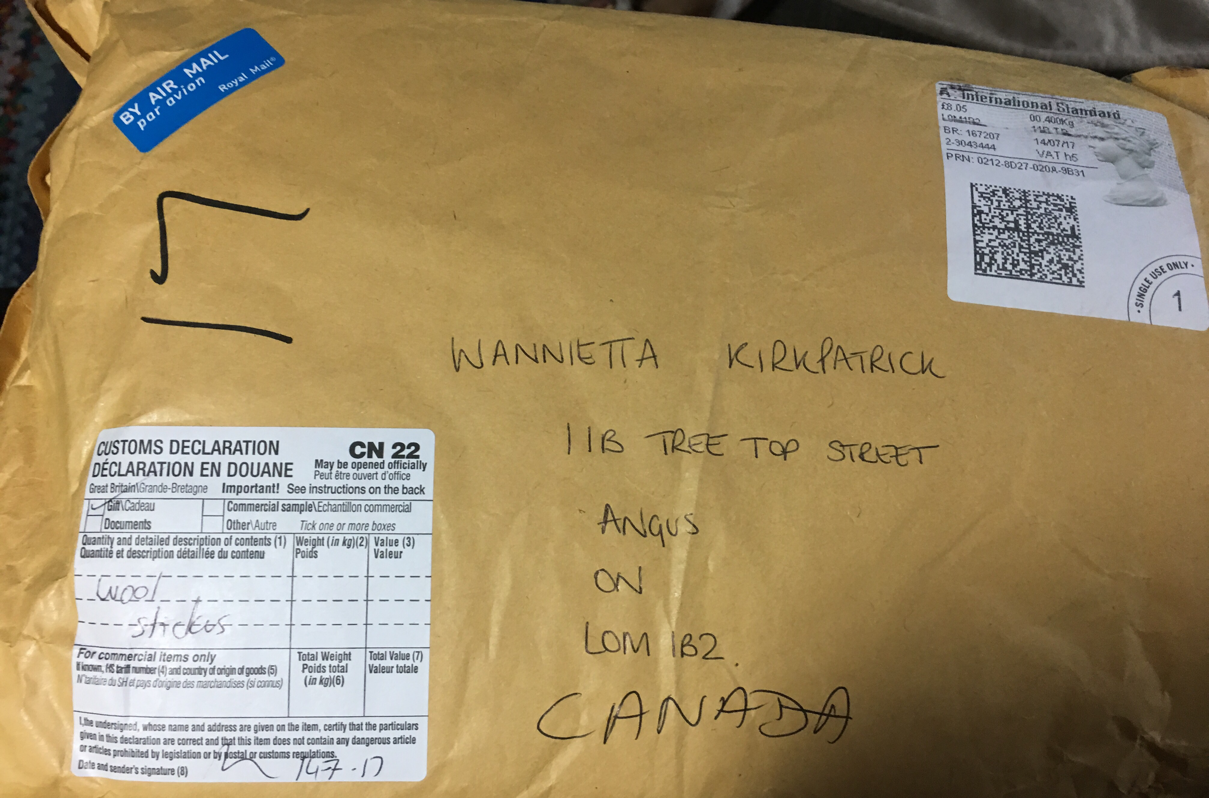 BY AIR MAIL
par avion
Royal Mail®
International Standard
£8.05
00.400Kg
L0M1B2
11B TR
BR: 167207
14/07/17
2-3043444
VAT h5
PRN: 0212-8D27-020A-9B31
• SINGLE USE ONLY •
1
WANNIETTA KIRKPATRICK
11B TREE TOP STREET
ANGUS
ON
LOM 1B2.
CANADA
CUSTOMS DECLARATION
DÉCLARATION EN DOUANE
CN 22
May be opened officially
Peut être ouvert d'office
Great Britain\Grande-Bretagne
Important! See instructions on the back
Gift\Cadeau
Commercial sample\Echantillon commercial
Documents
Other\Autre
Tick one or more boxes
Quantity and detailed description of contents (1)
Quantité et description détaillée du contenu
Weight (in kg)(2)
Poids
Value (3)
Valeur
Wool
For commercial items only
If known, HS tariff number (4) and country of origin of goods (5)
N°tarifaire du SH et pays d'origine des marchandises (si connus)
Total Weight
Poids total
(in kg)(6)
Total Value (7)
Valeur totale
I, the undersigned, whose name and address are given on the item, certify that the particulars
given in this declaration are correct and that this item does not contain any dangerous article
or articles prohibited by legislation or by postal or customs regulations.
Date and sender's signature (8)
147-17